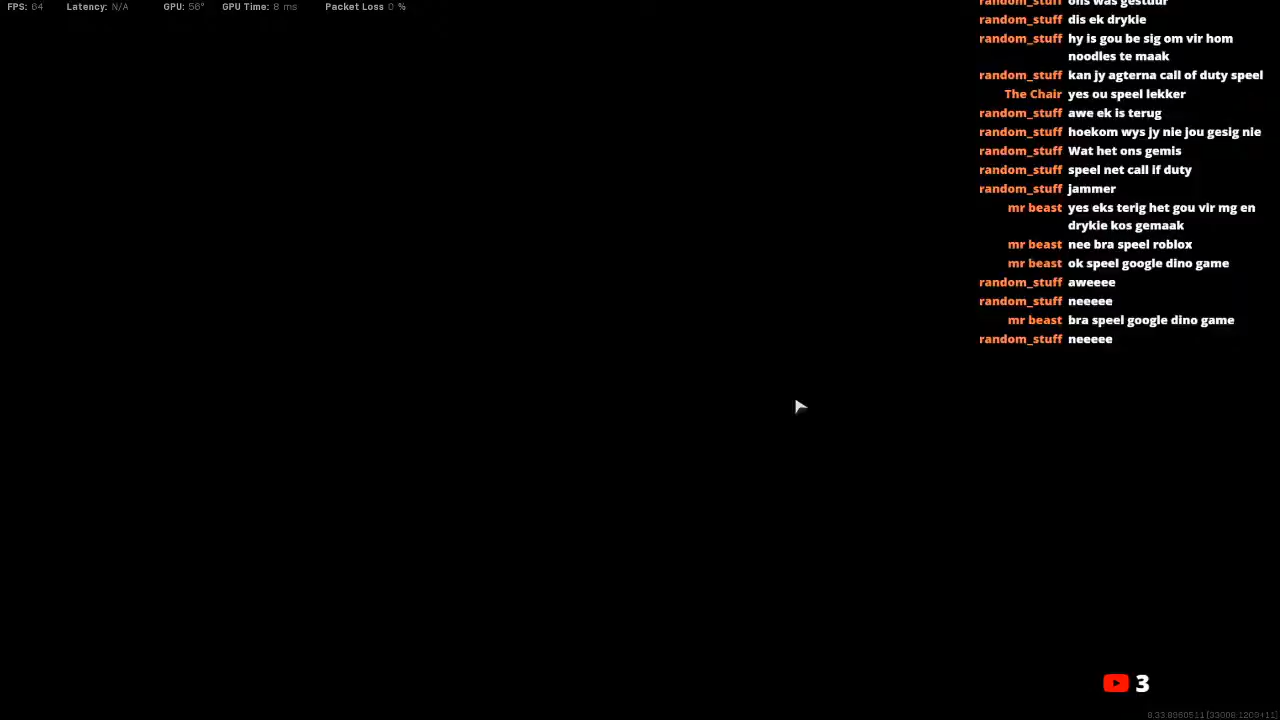 FPS: 64 Latency: N/A GPU: 56° GPU Time: 8 ms Packet Loss 0 %
random_stuff ons was gestuur
random_stuff dis ek drykie
random_stuff hy is gou be sig om vir hom
noodles te maak
random_stuff kan jy agterna call of duty speel
The Chair yes ou speel lekker
random_stuff awe ek is terug
random_stuff hoekom wys jy nie jou gesig nie
random_stuff Wat het ons gemis
random_stuff speel net call if duty
random_stuff jammer
mr beast yes eks terig het gou vir mg en
drykie kos gemaak
mr beast nee bra speel roblox
mr beast ok speel google dino game
random_stuff aweeee
random_stuff neeeee
mr beast bra speel google dino game
random_stuff neeeee
3